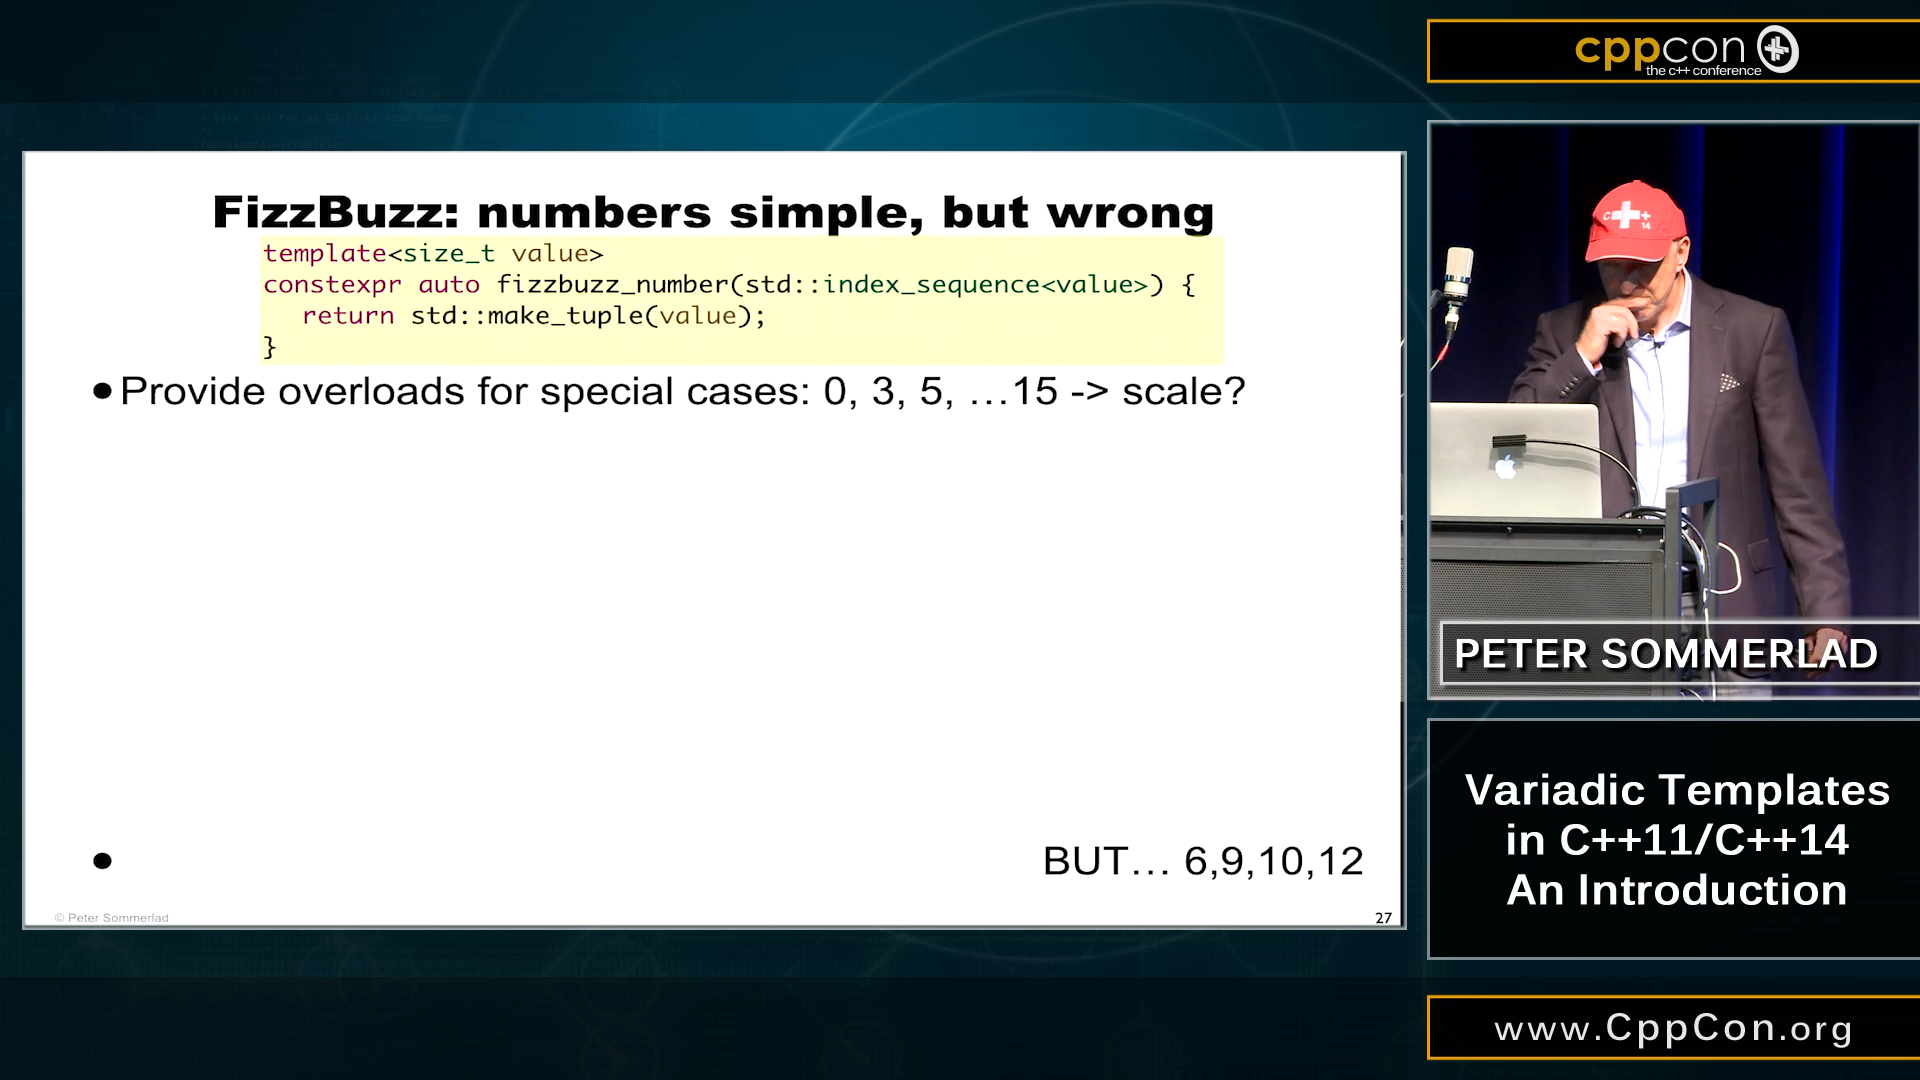 cppcon
the c++ conference
FizzBuzz: numbers simple, but wrong
template<size_t value>
constexpr auto fizzbuzz_number(std::index_sequence<value>) {
return std::make_tuple(value);
}
•Provide overloads for special cases: 0, 3, 5, …15 -> scale?
• BUT… 6,9,10,12
© Peter Sommerlad
27
C++
14
PETER SOMMERLAD
Variadic Templates
in C++11/C++14
An Introduction
www.CppCon.org